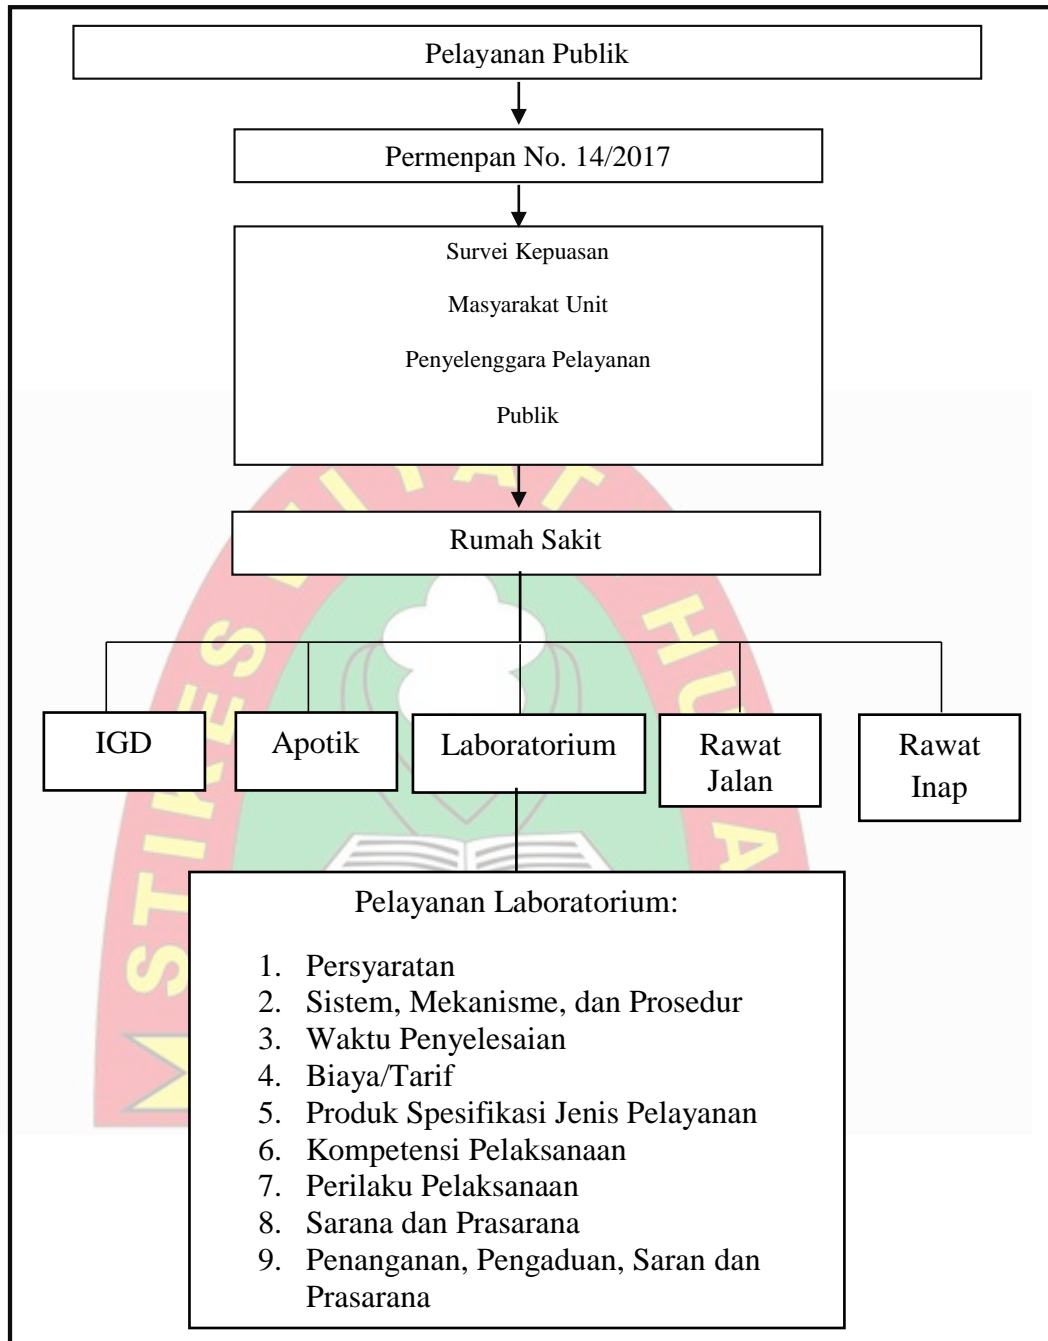 Pelayanan Publik
Permenpan No. 14/2017
Survei Kepuasan
Masyarakat Unit
Penyelenggara Pelayanan
Publik
Rumah Sakit
IGD
Apotik
Laboratorium
Rawat
Jalan
Rawat
Inap
Pelayanan Laboratorium:
1. Persyaratan
2. Sistem, Mekanisme, dan Prosedur
3. Waktu Penyelesaian
4. Biaya/Tarif
5. Produk Spesifikasi Jenis Pelayanan
6. Kompetensi Pelaksanaan
7. Perilaku Pelaksanaan
8. Sarana dan Prasarana
9. Penanganan, Pengaduan, Saran dan
Prasarana
STIKES
HU
A
M